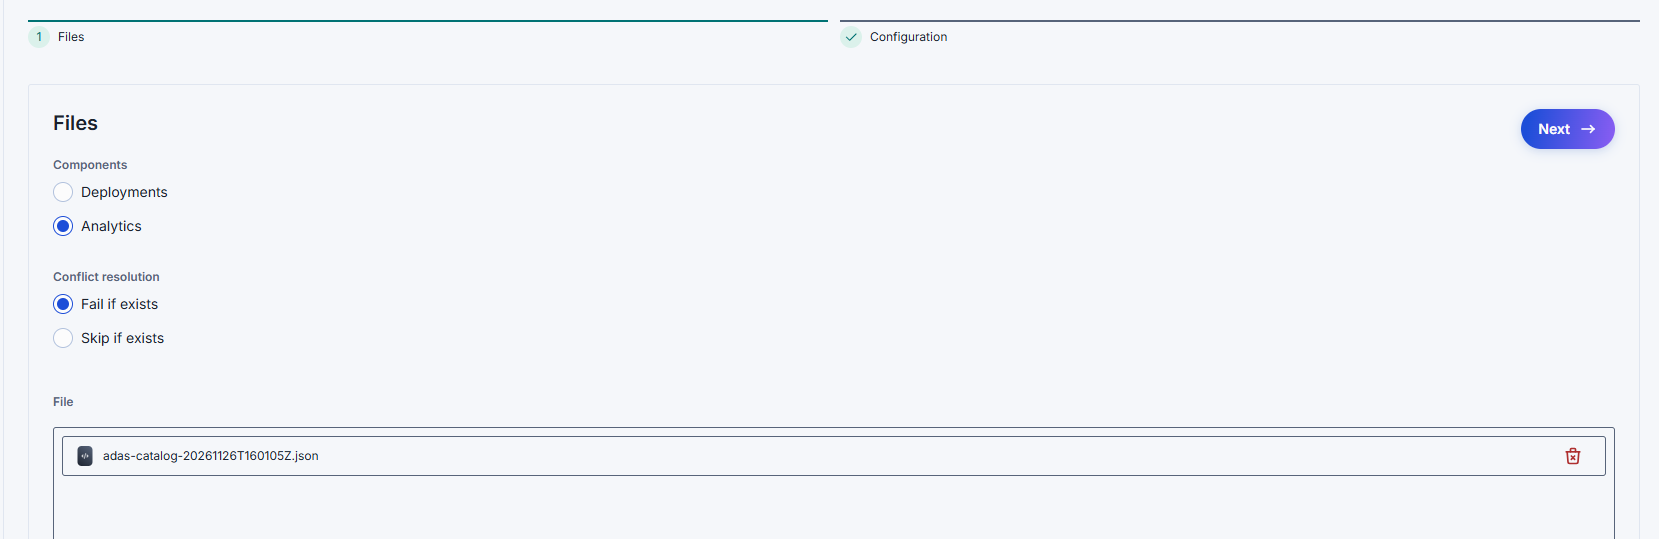 1 Files
Configuration
Files
Next →
Components
Deployments
Analytics
Conflict resolution
Fail if exists
Skip if exists
File
adas-catalog-20261126T160105Z.json